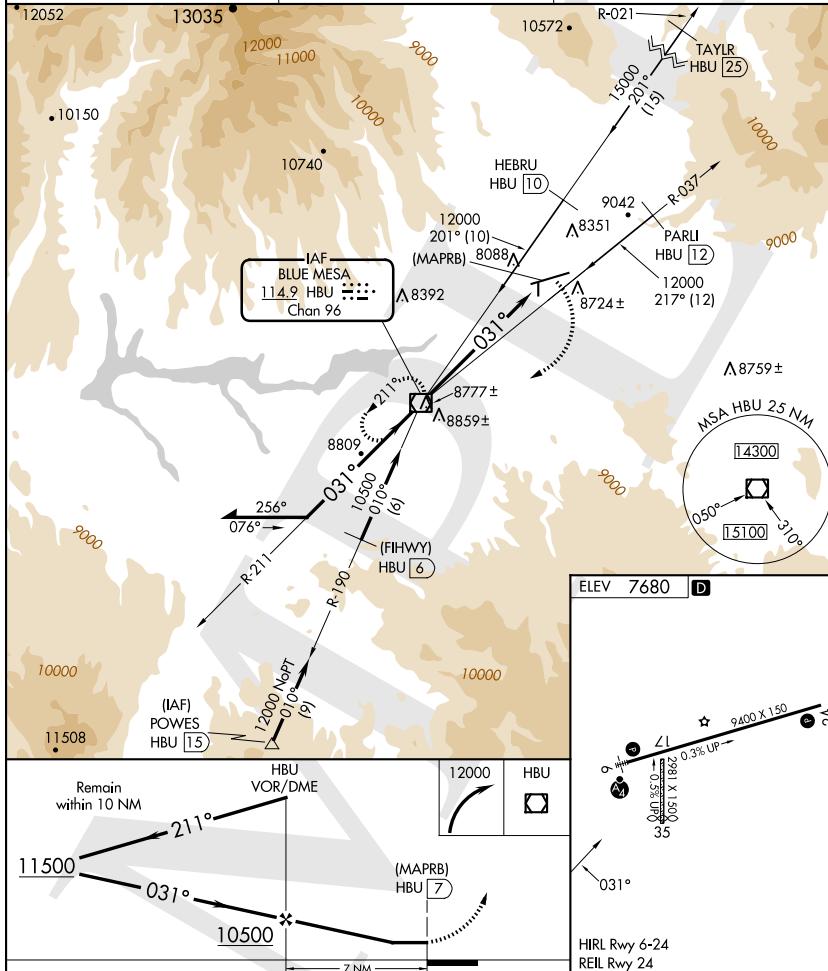 12052
13035
12000
11000
10572
R-021
TAYLR
HBU 25
9000
10150
10000
15000
201°
(15)
10740
10000
HEBRU
HBU 10
R-037
9042
12000
201° (10)
8351
PARLI
HBU 12
9000
(MAPRB)
8088
IAF
BLUE MESA
114.9 HBU
Chan 96
8392
12000
217° (12)
8724 ±
031°
8759 ±
211°
8777 ±
8859 ±
MSA HBU 25 NM
14300
8809
050°
15100
310°
031°
10500
010°
(6)
9000
256°
076°
9000
(FIHWY)
HBU 6
R-211
R-190
ELEV 7680 D
10000
10000
12000 NoPT
010°
(9)
(IAF)
POWES
HBU 15
11508
9400 X 150
P
P
0.3% UP
17
6
24
A4
2981 X 150
0.5% UP
35
HBU
VOR/DME
12000
HBU
Remain
within 10 NM
211°
11500
(MAPRB)
HBU 7
031°
031°
10500
HIRL Rwy 6-24
REIL Rwy 24
7 NM